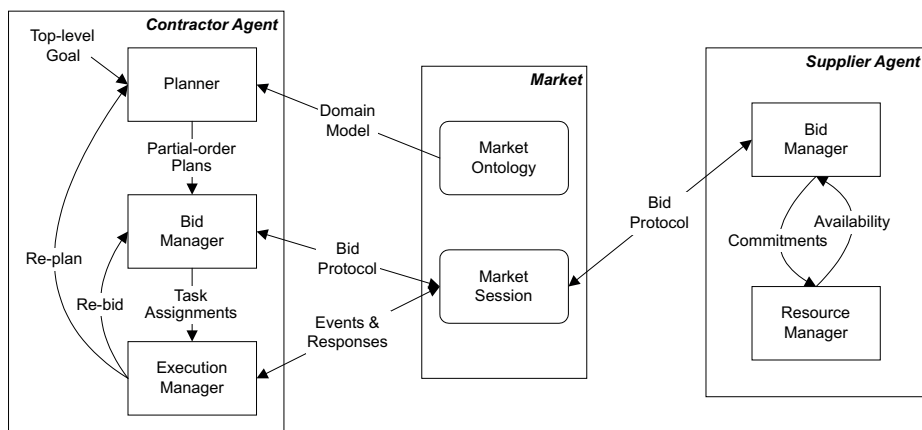 Contractor Agent
Top-level
Goal
Planner
Partial-order
Plans
Bid
Manager
Re-plan
Re-bid
Task
Assignments
Execution
Manager
Domain
Model
Bid
Protocol
Events &
Responses
Market
Market
Ontology
Market
Session
Bid
Protocol
Supplier Agent
Bid
Manager
Availability
Commitments
Resource
Manager